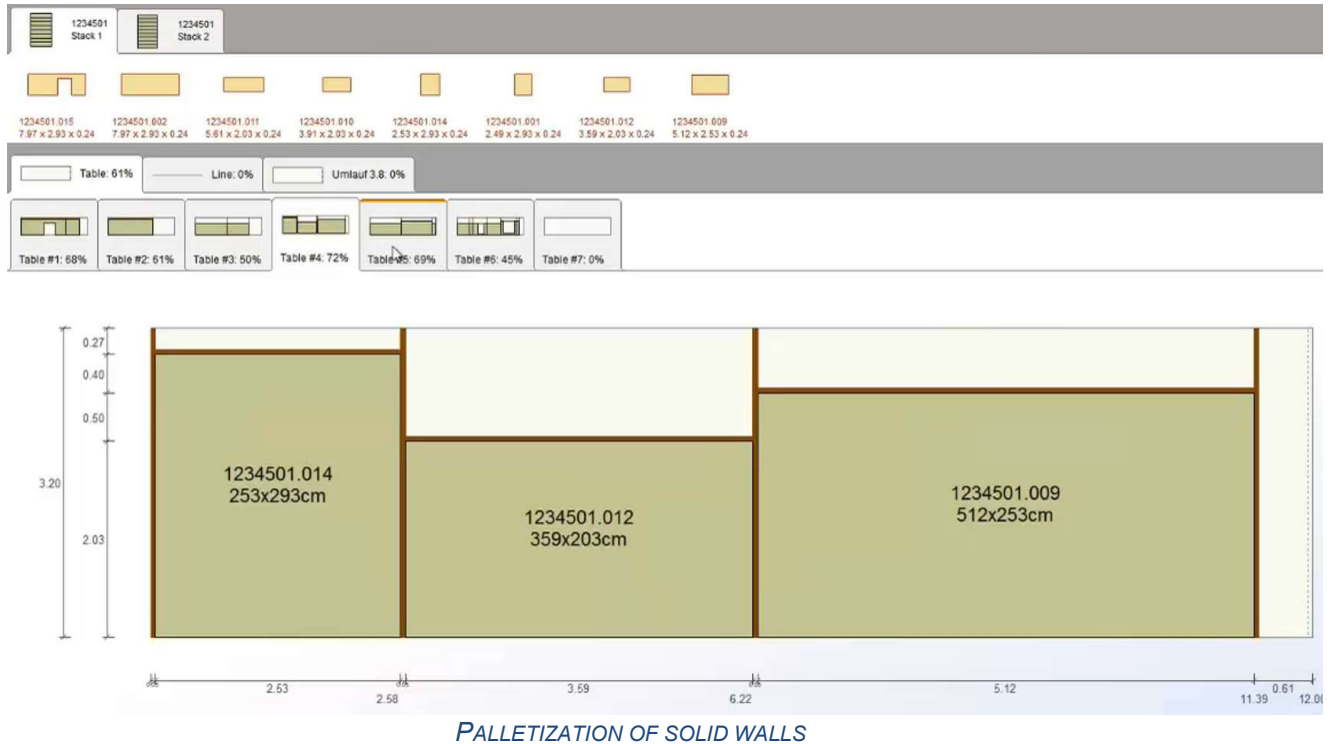 1234501
Stack 1
1234501
Stack 2
1234501.015
7.97 x 2.93 x 0.24
1234501.002
7.97 x 2.93 x 0.24
1234501.011
5.61 x 2.03 x 0.24
1234501.010
3.91 x 2.03 x 0.24
1234501.014
2.53 x 2.93 x 0.24
1234501.001
2.49 x 2.93 x 0.24
1234501.012
3.59 x 2.03 x 0.24
1234501.009
5.12 x 2.53 x 0.24
Table: 61%
Line: 0%
Umlauf 3.8: 0%
Table #1: 68%
Table #2: 61%
Table #3: 50%
Table #4: 72%
Table #5: 69%
Table #6: 45%
Table #7: 0%
0.27
0.40
0.50
3.20
2.03
1234501.014
253x293cm
1234501.012
359x203cm
1234501.009
512x253cm
0.05
2.53
2.58
0.05
3.59
6.22
0.05
5.12
11.39
0.61
12.00
PALLETIZATION OF SOLID WALLS